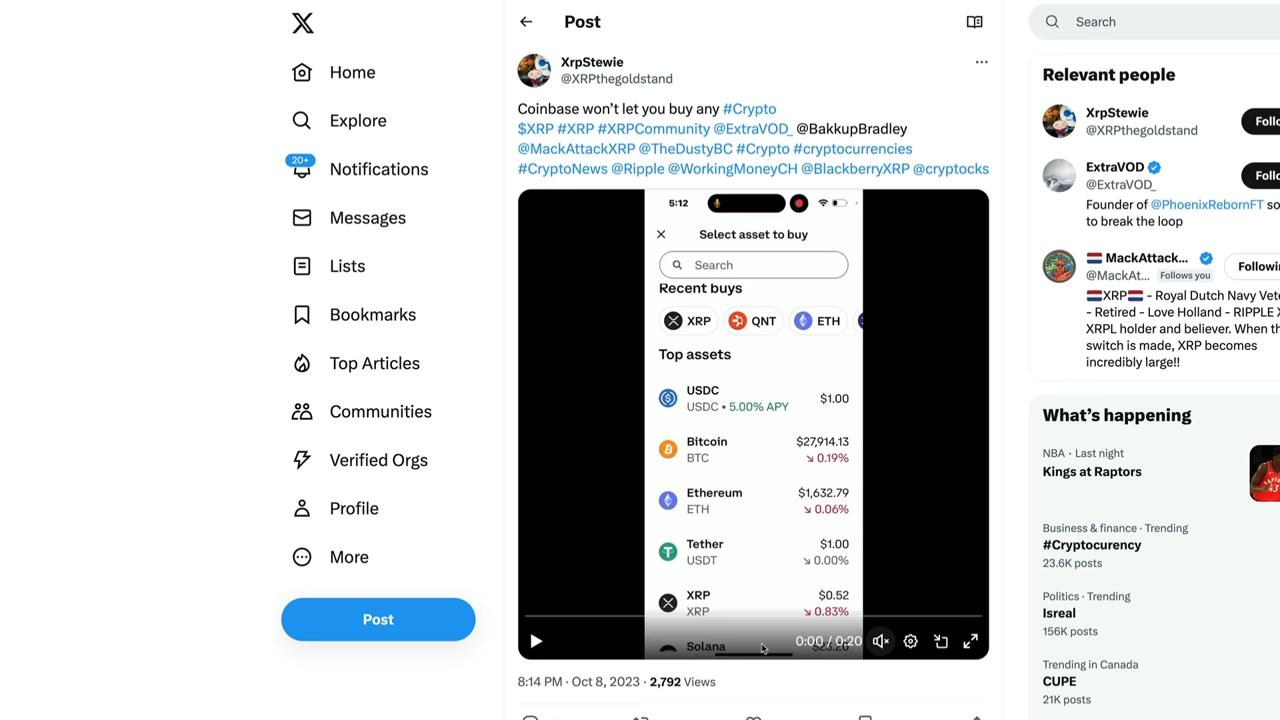 Home
Explore
20+
Notifications
Messages
Lists
Bookmarks
Top Articles
Communities
Verified Orgs
Profile
More
Post
Post
XrpStewie
@XRPthegoldstand
Coinbase won't let you buy any #Crypto
$XRP #XRP #XRPCommunity @ExtraVOD_ @BakkupBradley
@MackAttackXRP @TheDustyBC #Crypto #cryptocurrencies
#CryptoNews @Ripple @WorkingMoneyCH @BlackberryXRP @cryptocks
5:12
Select asset to buy
Search
Recent buys
XRP QNT ETH
Top assets
USDC $1.00
USDC • 5.00% APY
Bitcoin $27,914.13
BTC ↘ 0.19%
Ethereum $1,632.79
ETH ↘ 0.06%
Tether $1.00
USDT ↘ 0.00%
XRP $0.52
XRP ↘ 0.83%
Solana
0:00 / 0:20
8:14 PM · Oct 8, 2023 · 2,792 Views
Search
Relevant people
XrpStewie
@XRPthegoldstand
Follo
ExtraVOD
@ExtraVOD_
Follo
Founder of @PhoenixRebornFT so
to break the loop
MackAttack...
@MackAt... Follows you
Followin
XRP - Royal Dutch Navy Vete
- Retired - Love Holland - RIPPLE X
XRPL holder and believer. When th
switch is made, XRP becomes
incredibly large!!
What's happening
NBA · Last night
Kings at Raptors
Business & finance · Trending
#Cryptocurency
23.6K posts
Politics · Trending
Isreal
156K posts
Trending in Canada
CUPE
21K posts